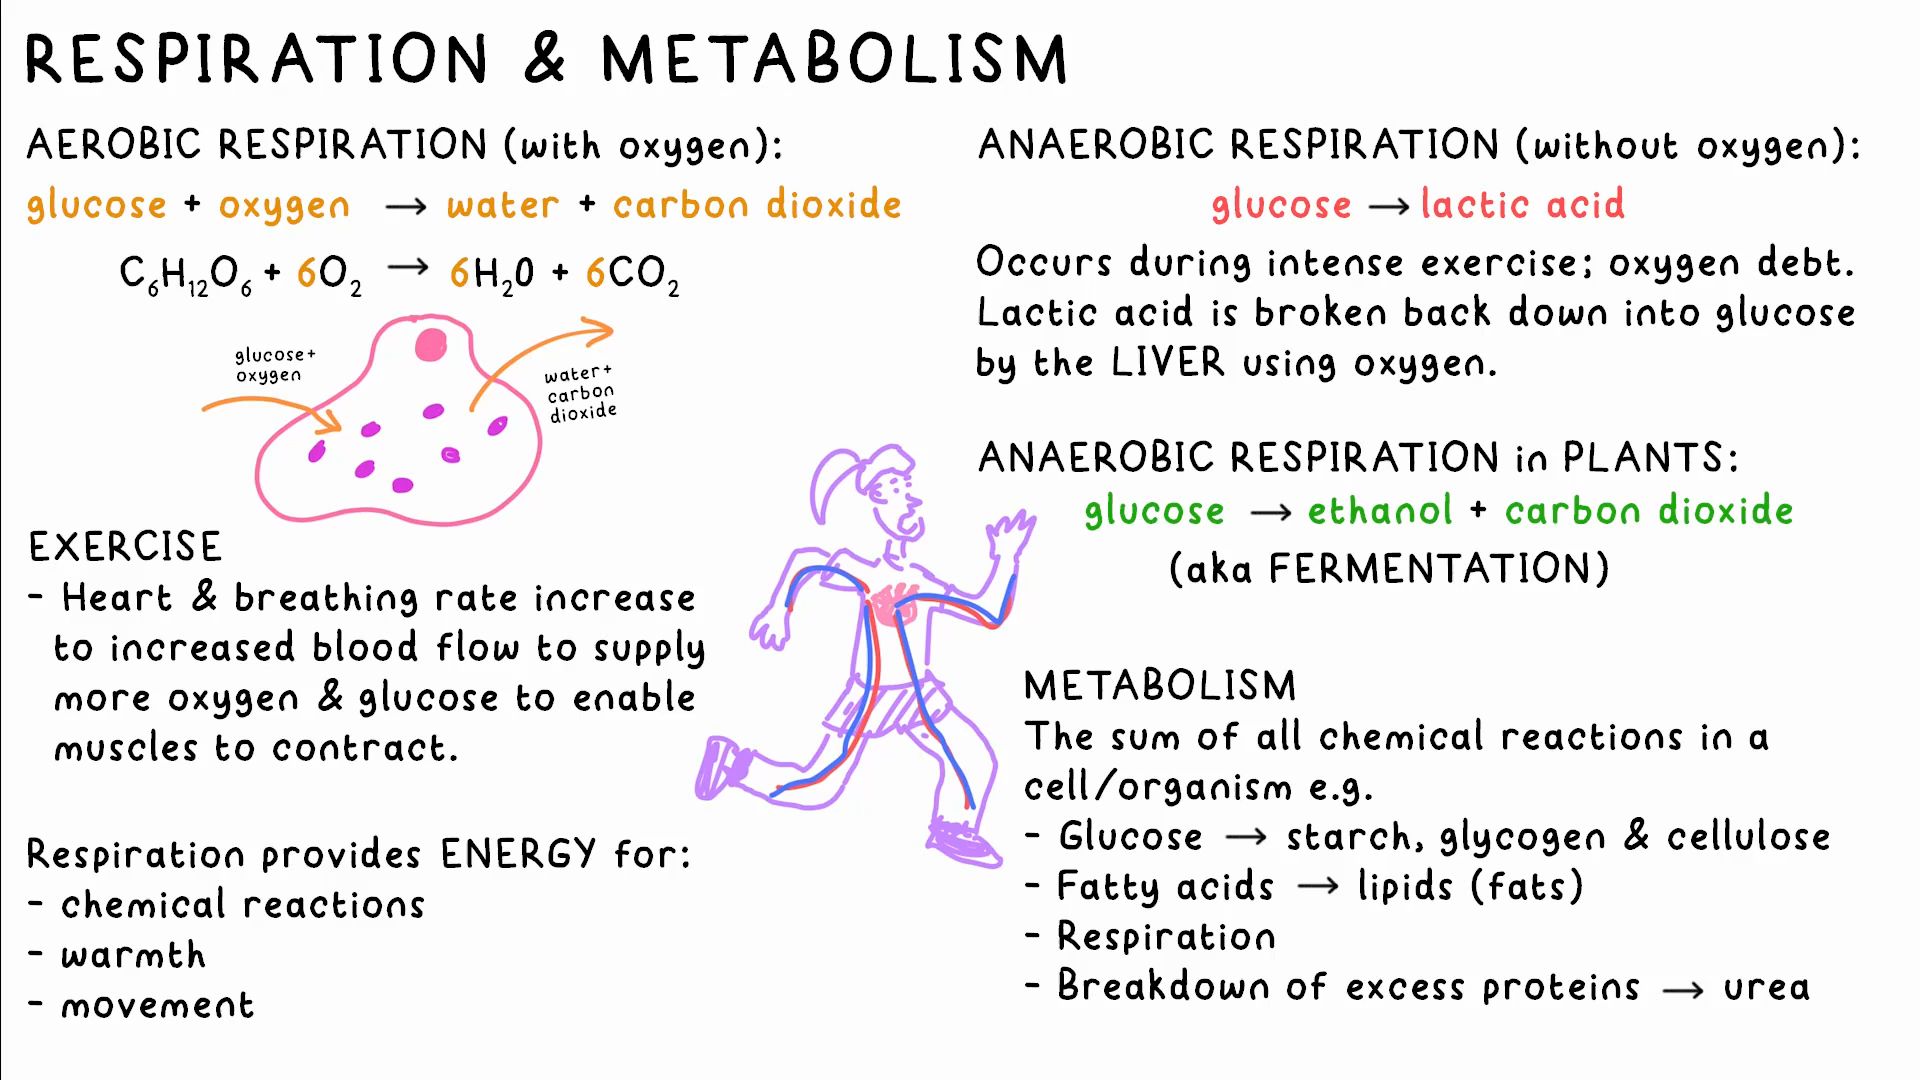 RESPIRATION & METABOLISM
AEROBIC RESPIRATION (with oxygen):
glucose + oxygen → water + carbon dioxide
C₆H₁₂O₆ + 6O₂ → 6H₂O + 6CO₂
glucose+
oxygen
water+
carbon
dioxide
EXERCISE
- Heart & breathing rate increase
to increased blood flow to supply
more oxygen & glucose to enable
muscles to contract.
Respiration provides ENERGY for:
- chemical reactions
- warmth
- movement
ANAEROBIC RESPIRATION (without oxygen):
glucose → lactic acid
Occurs during intense exercise; oxygen debt.
Lactic acid is broken back down into glucose
by the LIVER using oxygen.
ANAEROBIC RESPIRATION in PLANTS:
glucose → ethanol + carbon dioxide
(aka FERMENTATION)
METABOLISM
The sum of all chemical reactions in a
cell/organism e.g.
- Glucose → starch, glycogen & cellulose
- Fatty acids → lipids (fats)
- Respiration
- Breakdown of excess proteins → urea